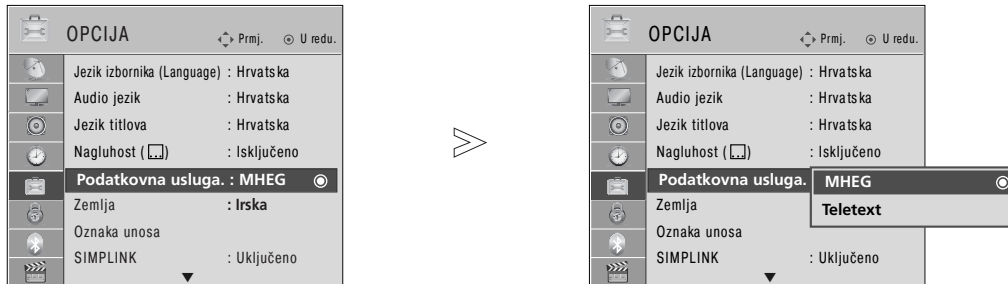 OPCIJA Prmj. U redu.
Jezik izbornika (Language) : Hrvatska
Audio jezik : Hrvatska
Jezik titlova : Hrvatska
Nagluhost ( ) : Isključeno
Podatkovna usluga. : MHEG
Zemlja : Irska
Oznaka unosa
SIMPLINK : Uključeno
OPCIJA Prmj. U redu.
Jezik izbornika (Language) : Hrvatska
Audio jezik : Hrvatska
Jezik titlova : Hrvatska
Nagluhost ( ) : Isključeno
Podatkovna usluga. MHEG
Zemlja Teletext
Oznaka unosa
SIMPLINK : Uključeno